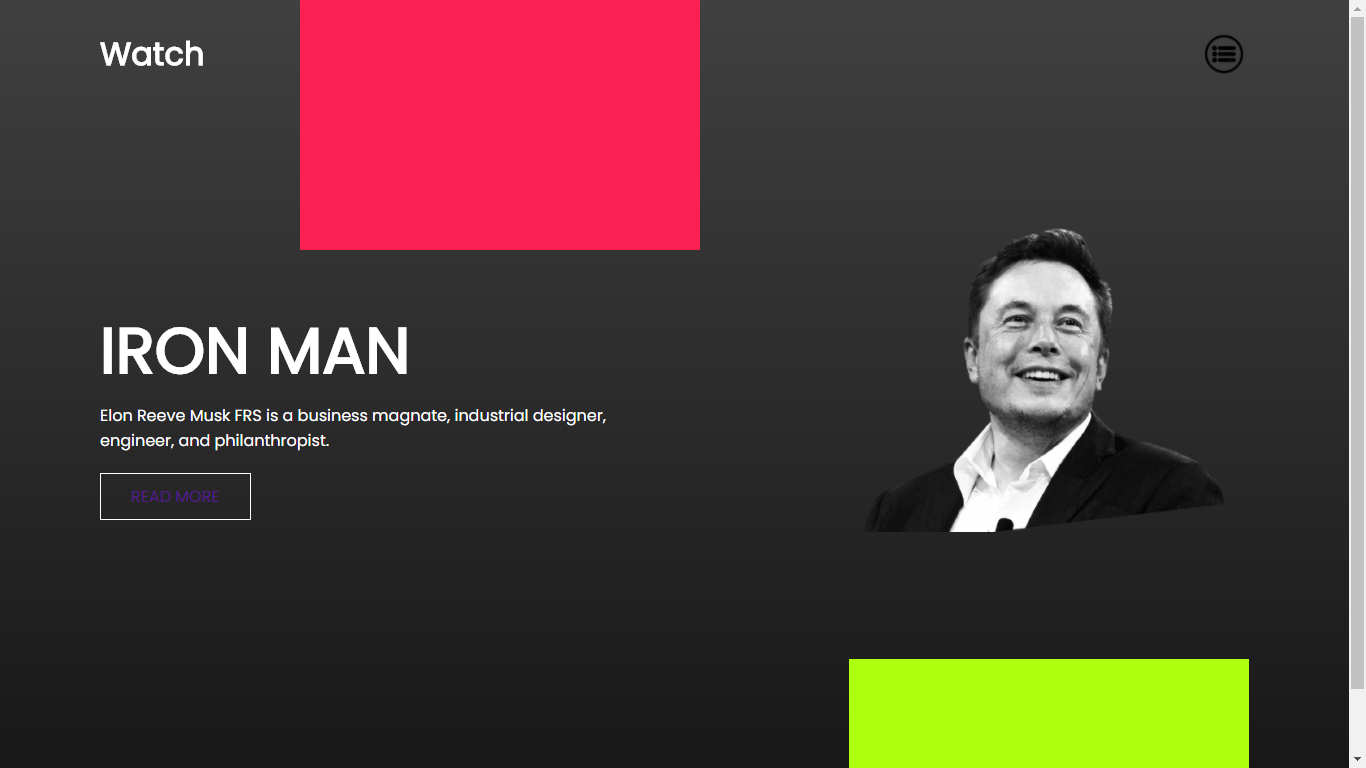 Watch
IRON MAN
Elon Reeve Musk FRS is a business magnate, industrial designer,
engineer, and philanthropist.
READ MORE